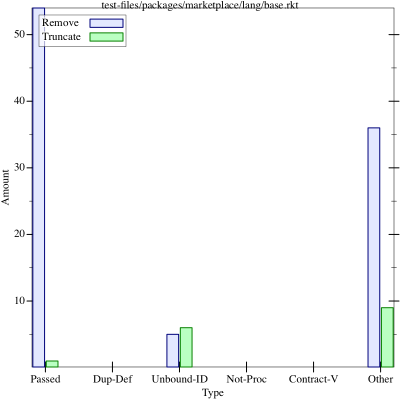 test-files/packages/marketplace/lang/base.rkt
Remove
Truncate
50
40
30
20
10
Amount
Passed Dup-Def Unbound-ID Not-Proc Contract-V Other
Type